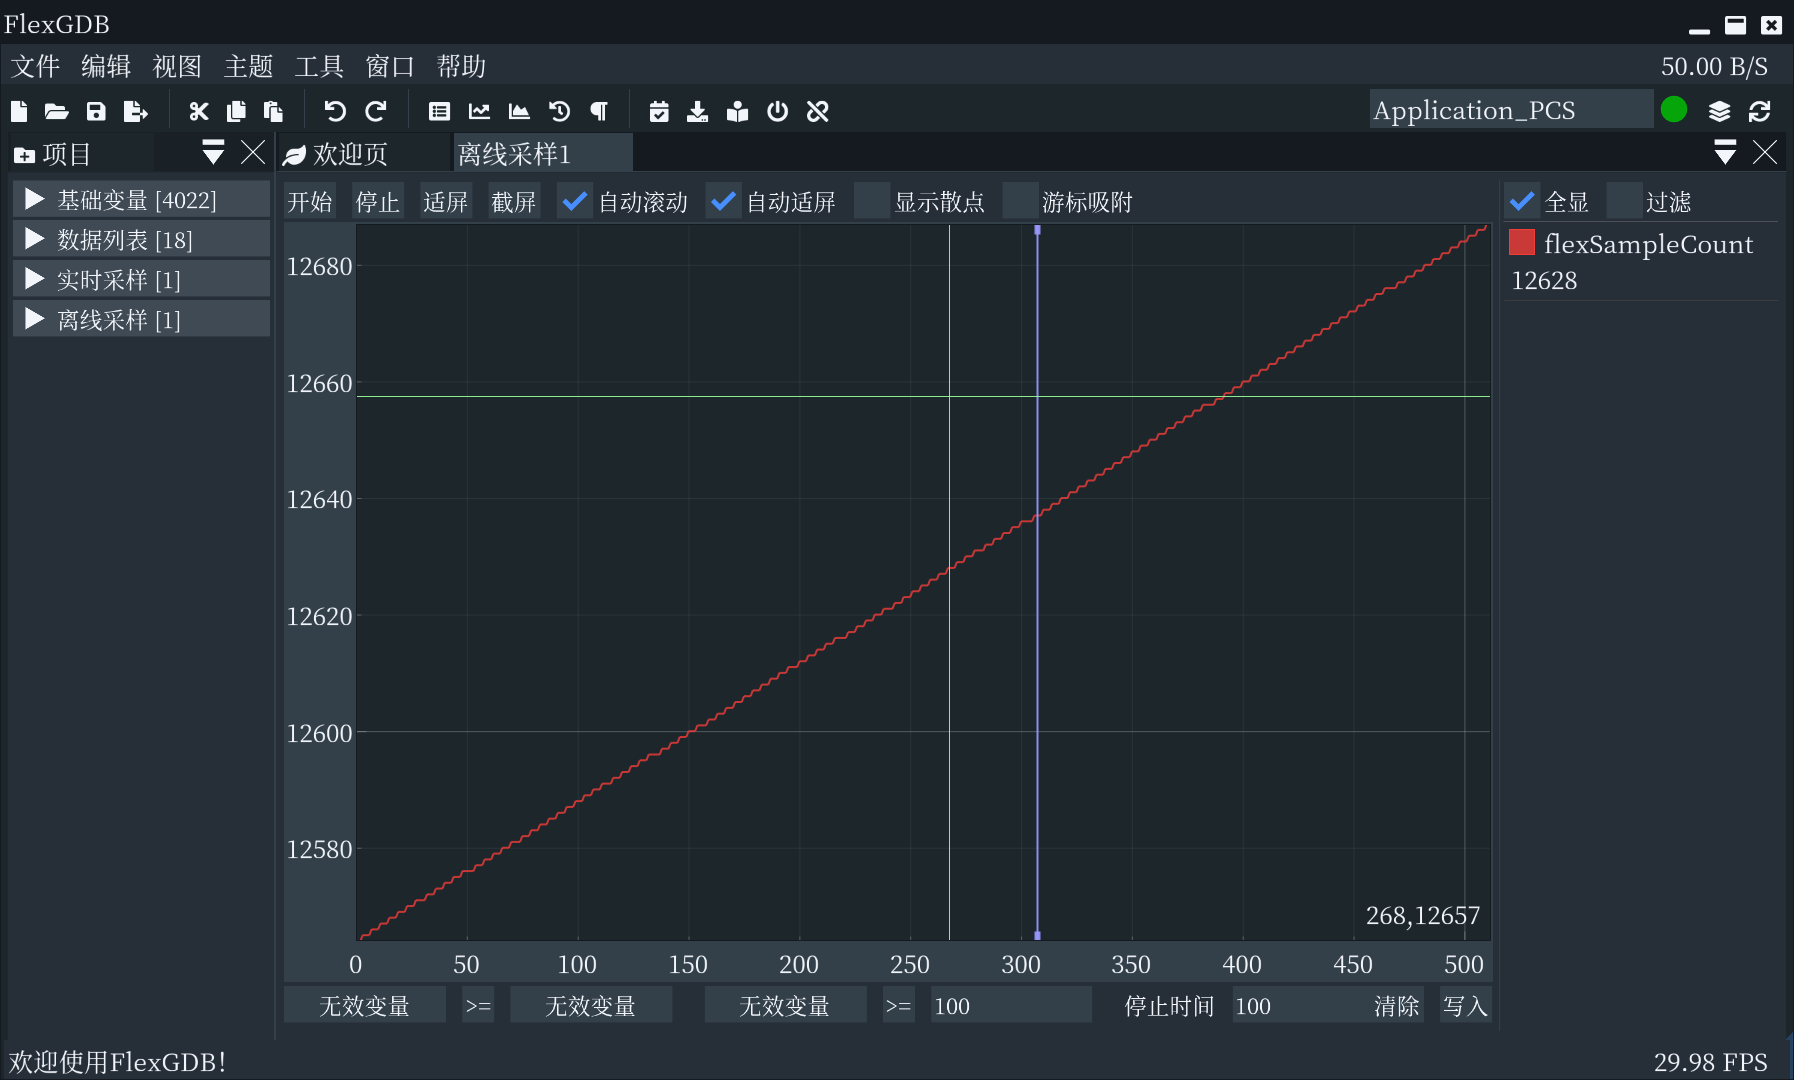 FlexGDB
文件 编辑 视图 主题 工具 窗口 帮助 50.00 B/S
Application_PCS
项目 欢迎页 离线采样1
基础变量 [4022]
数据列表 [18]
实时采样 [1]
离线采样 [1]
开始 停止 适屏 截屏 自动滚动 自动适屏 显示散点 游标吸附 全显 过滤
flexSampleCount
12628
12680
12660
12640
12620
12600
12580
268,12657
0 50 100 150 200 250 300 350 400 450 500
无效变量 >= 无效变量 无效变量 >= 100 停止时间 100 清除 写入
欢迎使用FlexGDB! 29.98 FPS